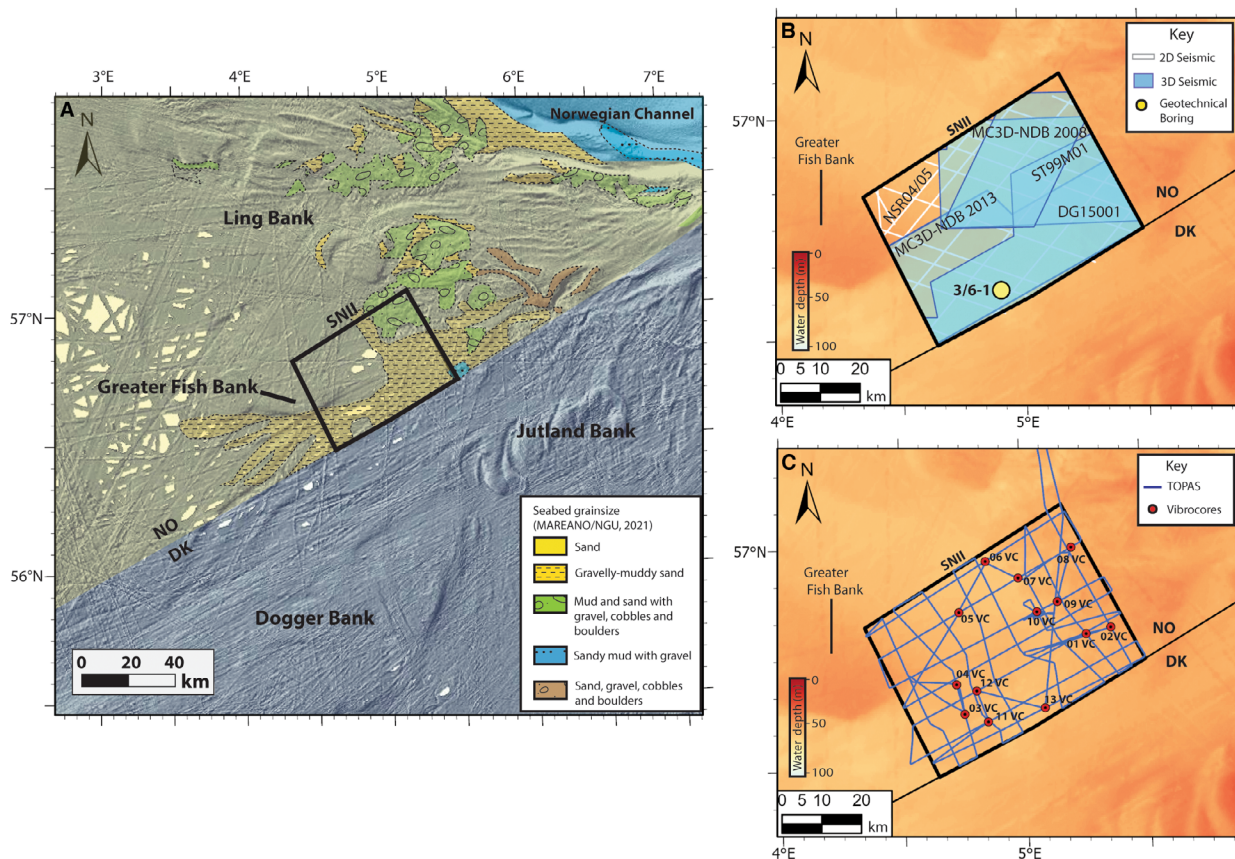 3°E
4°E
5°E
6°E
7°E
A
N
Norwegian Channel
Ling Bank
57°N
SNII
Greater Fish Bank
Jutland Bank
NO
DK
56°N
Dogger Bank
0 20 40
km
Seabed grainsize
(MAREANO/NGU, 2021)
Sand
Gravelly-muddy sand
Mud and sand with
gravel, cobbles and
boulders
Sandy mud with gravel
Sand, gravel, cobbles
and boulders
B
N
Key
2D Seismic
3D Seismic
Geotechnical
Boring
57°N
SNII
MC3D-NDB 2008
Greater
Fish Bank
NSR04/05
ST99M01
NO
MC3D-NDB 2013
DG15001
DK
0
50
100
Water depth (m)
3/6-1
0 5 10 20
km
4°E
5°E
C
N
Key
TOPAS
Vibrocores
57°N
SNII
06 VC
08 VC
07 VC
Greater
Fish Bank
09 VC
05 VC
10 VC
02VC
01 VC
NO
DK
04 VC
12 VC
03 VC
13 VC
11 VC
0
50
100
Water depth (m)
0 5 10 20
km
4°E
5°E